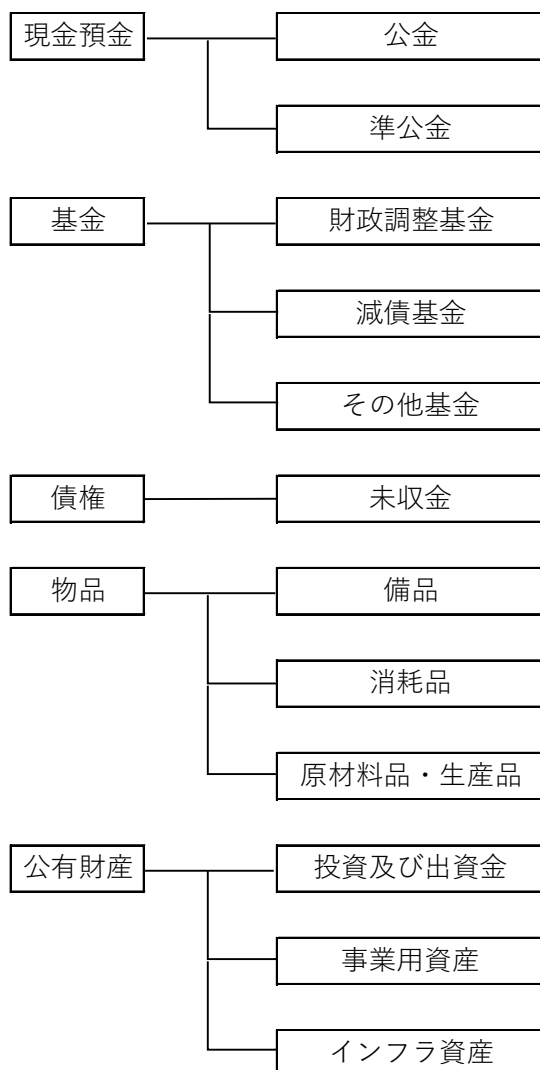 現金預金
公金
準公金
基金
財政調整基金
減債基金
その他基金
債権
未収金
物品
備品
消耗品
原材料品・生産品
公有財産
投資及び出資金
事業用資産
インフラ資産